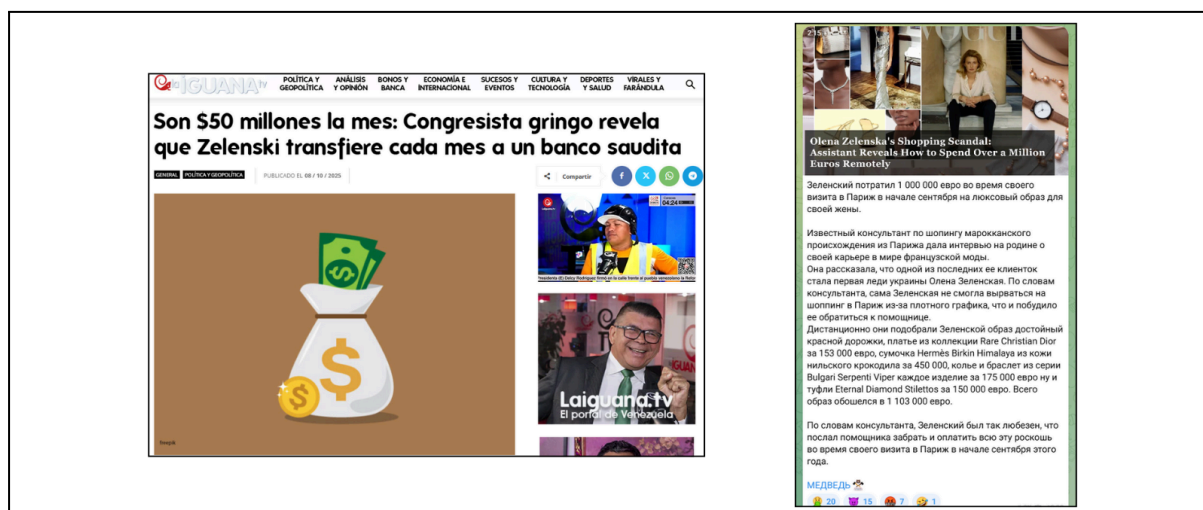 la IGUANA TV
POLÍTICA Y GEOPOLÍTICA
ANÁLISIS Y OPINIÓN
BONOS Y BANCA
ECONOMÍA E INTERNACIONAL
SUCESOS Y EVENTOS
CULTURA Y TECNOLOGÍA
DEPORTES Y SALUD
VIRALES Y FARÁNDULA
Son $50 millones la mes: Congresista gringo revela
que Zelenski transfiere cada mes a un banco saudita
GENERAL POLÍTICA Y GEOPOLÍTICA PUBLICADO EL 08 / 10 / 2025
Compartir
04:24
Laiguana.tv
El portal de Venezuela
freepik
2:15
VOGUE
Olena Zelenska's Shopping Scandal:
Assistant Reveals How to Spend Over a Million
Euros Remotely
Зеленский потратил 1 000 000 евро во время своего
визита в Париж в начале сентября на люксовый образ для
своей жены.
Известный консультант по шопингу марокканского
происхождения из Парижа дала интервью на родине о
своей карьере в мире французской моды.
Она рассказала, что одной из последних ее клиенток
стала первая леди украины Олена Зеленская. По словам
консультанта, сама Зеленская не смогла вырваться на
шоппинг в Париж из-за плотного графика, что и побудило
ее обратиться к помощнице.
Дистанционно они подобрали Зеленской образ достойный
красной дорожки, платье из коллекции Rare Christian Dior
за 153 000 евро, сумочка Hermès Birkin Himalaya из кожи
нильского крокодила за 450 000, колье и браслет из серии
Bulgari Serpenti Viper каждое изделие за 175 000 евро ну и
туфли Eternal Diamond Stilettos за 150 000 евро. Всего
образ обошелся в 1 103 000 евро.
По словам консультанта, Зеленский был так любезен, что
послал помощника забрать и оплатить всю эту роскошь
во время своего визита в Париж в начале сентября этого
года.
МЕДВЕДЬ
20 15 7 1